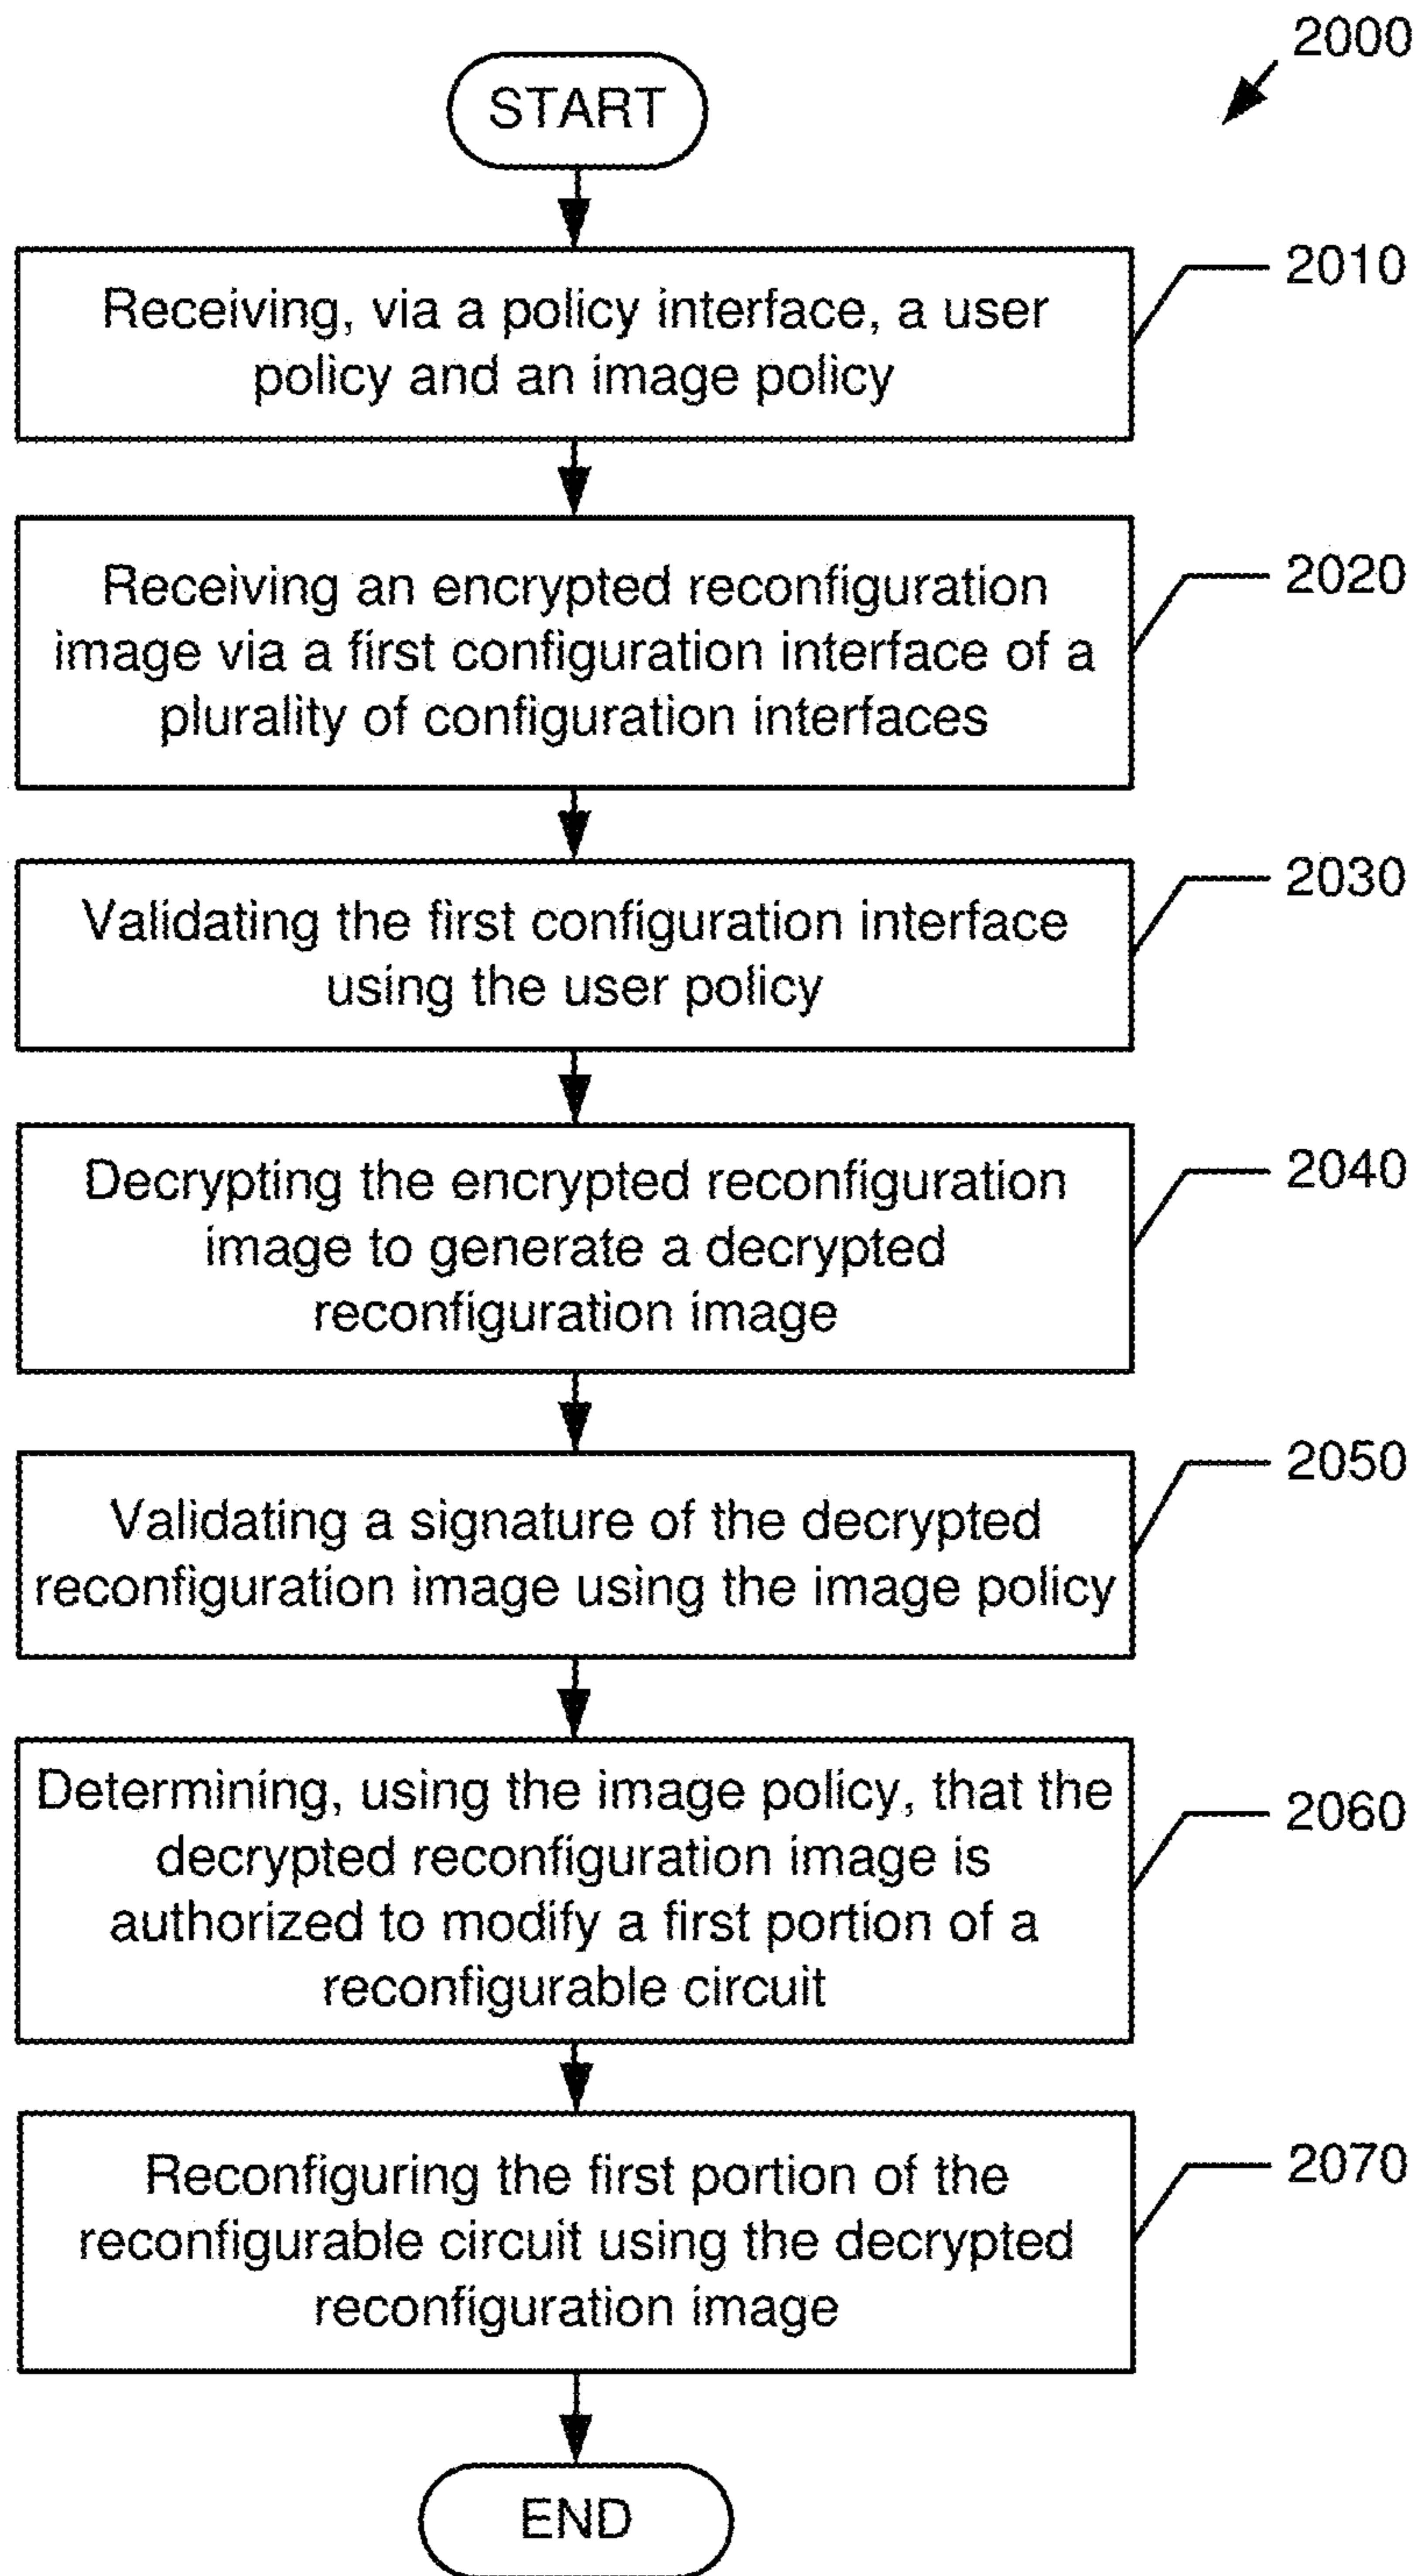 2000
START
Receiving, via a policy interface, a user
policy and an image policy
2010
Receiving an encrypted reconfiguration
image via a first configuration interface of a
plurality of configuration interfaces
2020
Validating the first configuration interface
using the user policy
2030
Decrypting the encrypted reconfiguration
image to generate a decrypted
reconfiguration image
2040
Validating a signature of the decrypted
reconfiguration image using the image policy
2050
Determining, using the image policy, that the
decrypted reconfiguration image is
authorized to modify a first portion of a
reconfigurable circuit
2060
Reconfiguring the first portion of the
reconfigurable circuit using the decrypted
reconfiguration image
2070
END